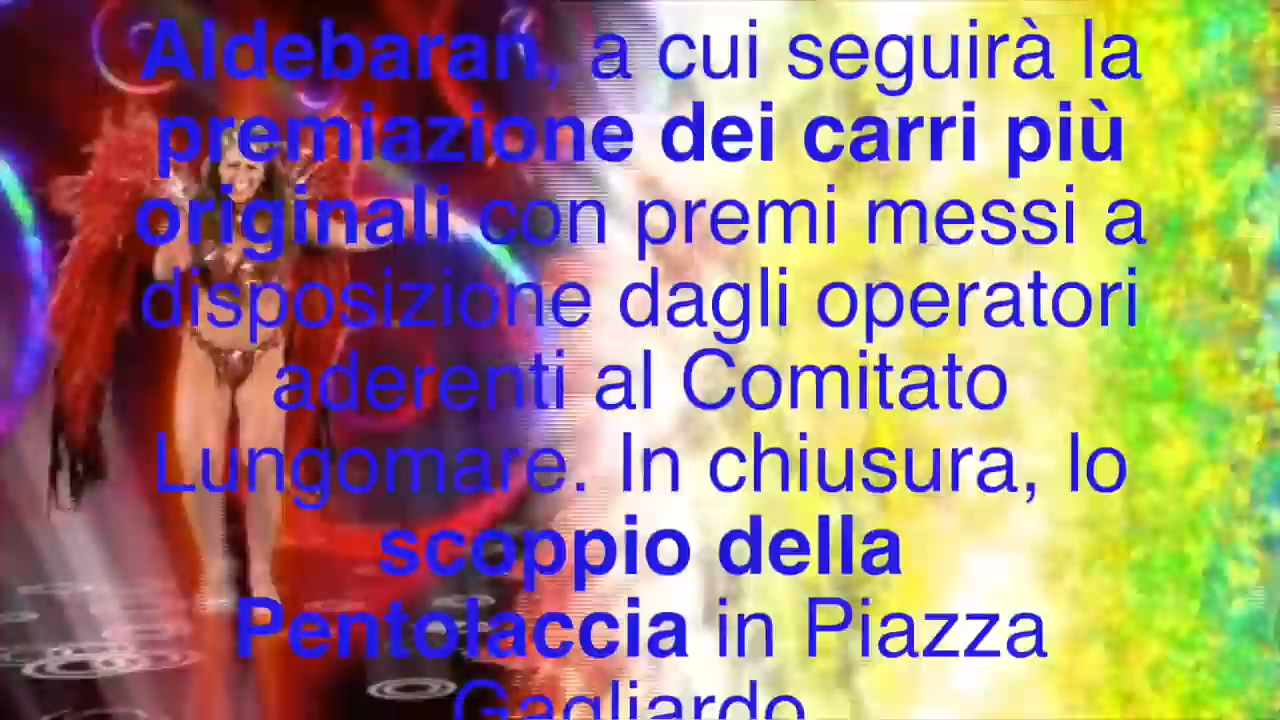 Aldebaran, a cui seguirà la
premiazione dei carri più
originali con premi messi a
disposizione dagli operatori
aderenti al Comitato
Lungomare. In chiusura, lo
scoppio della
Pentolaccia in Piazza
Gagliardo